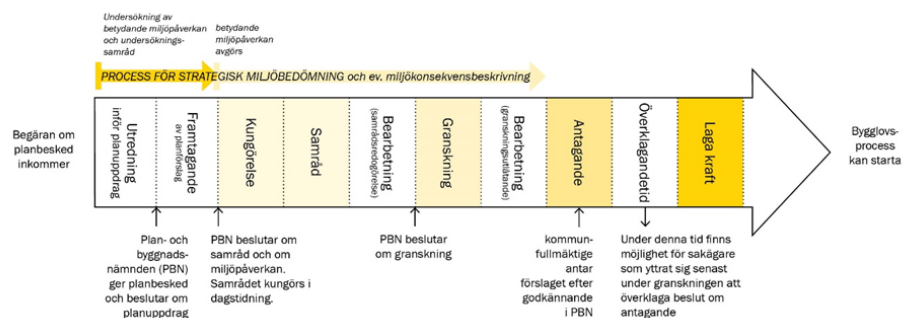 Undersökning av
betydande miljöpåverkan
och undersöknings-
samråd
betydande
miljöpåverkan
avgörs
PROCESS FÖR STRATEGISK MILJÖBEDÖMNING och ev. miljökonsekvensbeskrivning
Begäran om
planbesked
inkommer
Utredning
inför planuppdrag
Framtagande
av planförslag
Kungörelse
Samråd
Bearbetning
(samrådsredogörelse)
Granskning
Bearbetning
(granskningsutlåtande)
Antagande
Överklagandetid
Laga kraft
Bygglovs-
process
kan starta
Plan- och
byggnads-
nämnden (PBN)
ger planbesked
och beslutar om
planuppdrag
PBN beslutar om
samråd och om
miljöpåverkan.
Samrådet kungörs i
dagstidning.
PBN beslutar
om granskning
kommun-
fullmäktige
antar
förslaget efter
godkännande
i PBN
Under denna tid finns
möjlighet för sakägare
som yttrat sig senast
under granskningen att
överklaga beslut om
antagande